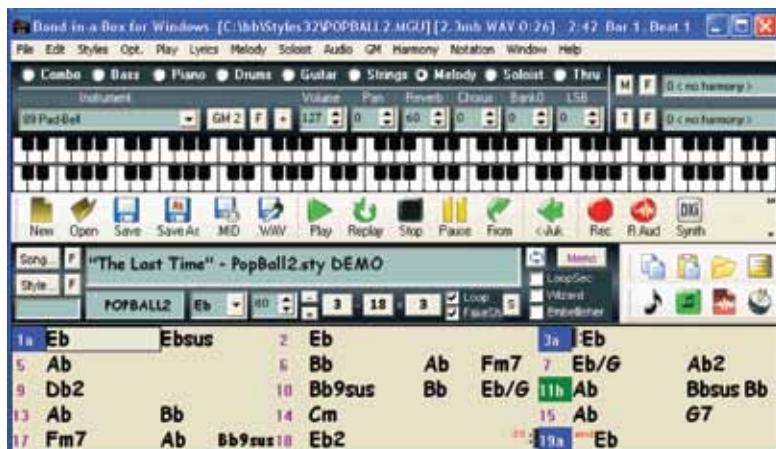 Band-in-a-Box for Windows [C:\bb\Styles32\POPBALL2.MGU] [2.3mb WAV 0:26] 2:42 Bar 1, Beat 1
File Edit Styles Opt. Play Lyrics Melody Soloist Audio GM Harmony Notation Window Help
Combo Bass Piano Drums Guitar Strings Melody Soloist Thru
M F 0 < no harmony >
Instrument Volume Pan Reverb Chorus Bank0 LSB
89 Pad-Bell GM 2 F + 127 0 60 0 0 0
T F 0 < no harmony >
New Open Save Save As .MID .WAV Play Replay Stop Pause From <-Juk Rec R.Aud Synth
Song... F "The Last Time" - PopBall2.sty DEMO Memo
Style... F LoopSec
POPBALL2 Eb 60 3 - 18 x 3 Loop S Wizard
Embellisher
1a Eb Ebsus 2 Eb 3a Eb
5 Ab 6 Bb Ab Fm7 7 Eb/G Ab2
9 Db2 10 Bb9sus Bb Eb/G 11b Ab Bbsus Bb
13 Ab Bb 14 Cm 15 Ab G7
17 Fm7 Ab Bb9sus 18 Eb2 19a end Eb